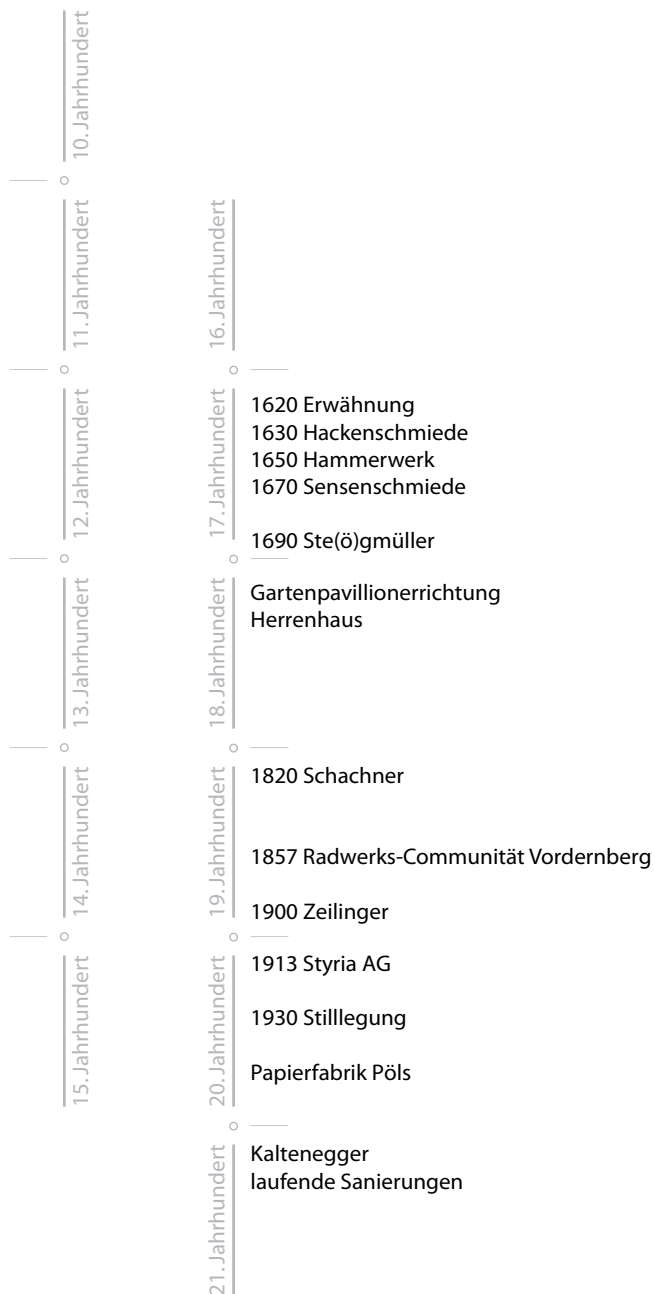 10. Jahrhundert
11. Jahrhundert
12. Jahrhundert
13. Jahrhundert
14. Jahrhundert
15. Jahrhundert
16. Jahrhundert
17. Jahrhundert
1620 Erwähnung
1630 Hackenschmiede
1650 Hammerwerk
1670 Sensenschmiede
1690 Ste(ö)gmüller
18. Jahrhundert
Gartenpavillionerrichtung
Herrenhaus
19. Jahrhundert
1820 Schachner
1857 Radwerks-Communität Vordernberg
1900 Zeilinger
20. Jahrhundert
1913 Styria AG
1930 Stilllegung
Papierfabrik Pöls
21. Jahrhundert
Kaltenegger
laufende Sanierungen